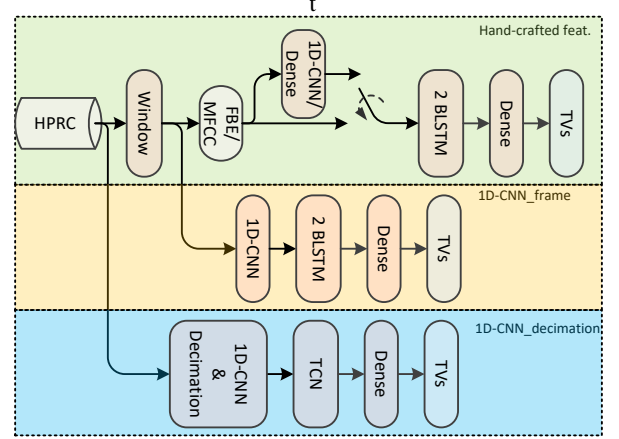 t
Hand-crafted feat.
HPRC
Window
FBE/
MFCC
1D-CNN/
Dense
2 BLSTM
Dense
TVs
1D-CNN_frame
1D-CNN
2 BLSTM
Dense
TVs
1D-CNN_decimation
1D-CNN
&
Decimation
TCN
Dense
TVs